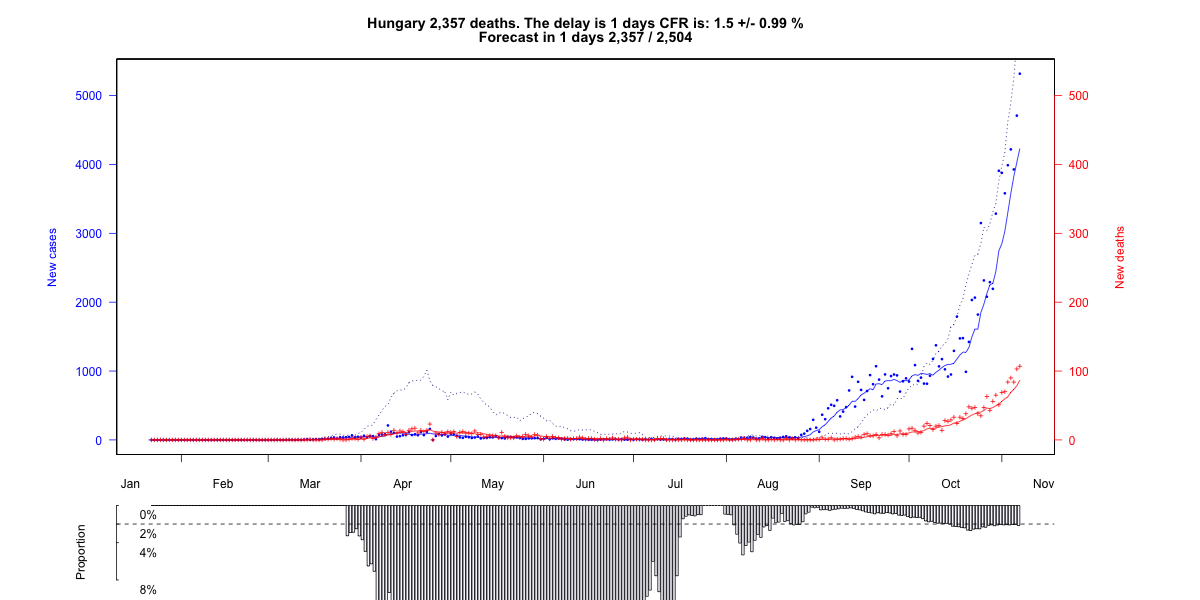 Hungary 2,357 deaths. The delay is 1 days CFR is: 1.5 +/- 0.99 %
Forecast in 1 days 2,357 / 2,504
5000
4000
3000
2000
1000
0
New cases
500
400
300
200
100
0
New deaths
Jan Feb Mar Apr May Jun Jul Aug Sep Oct Nov
0%
2%
4%
8%
Proportion